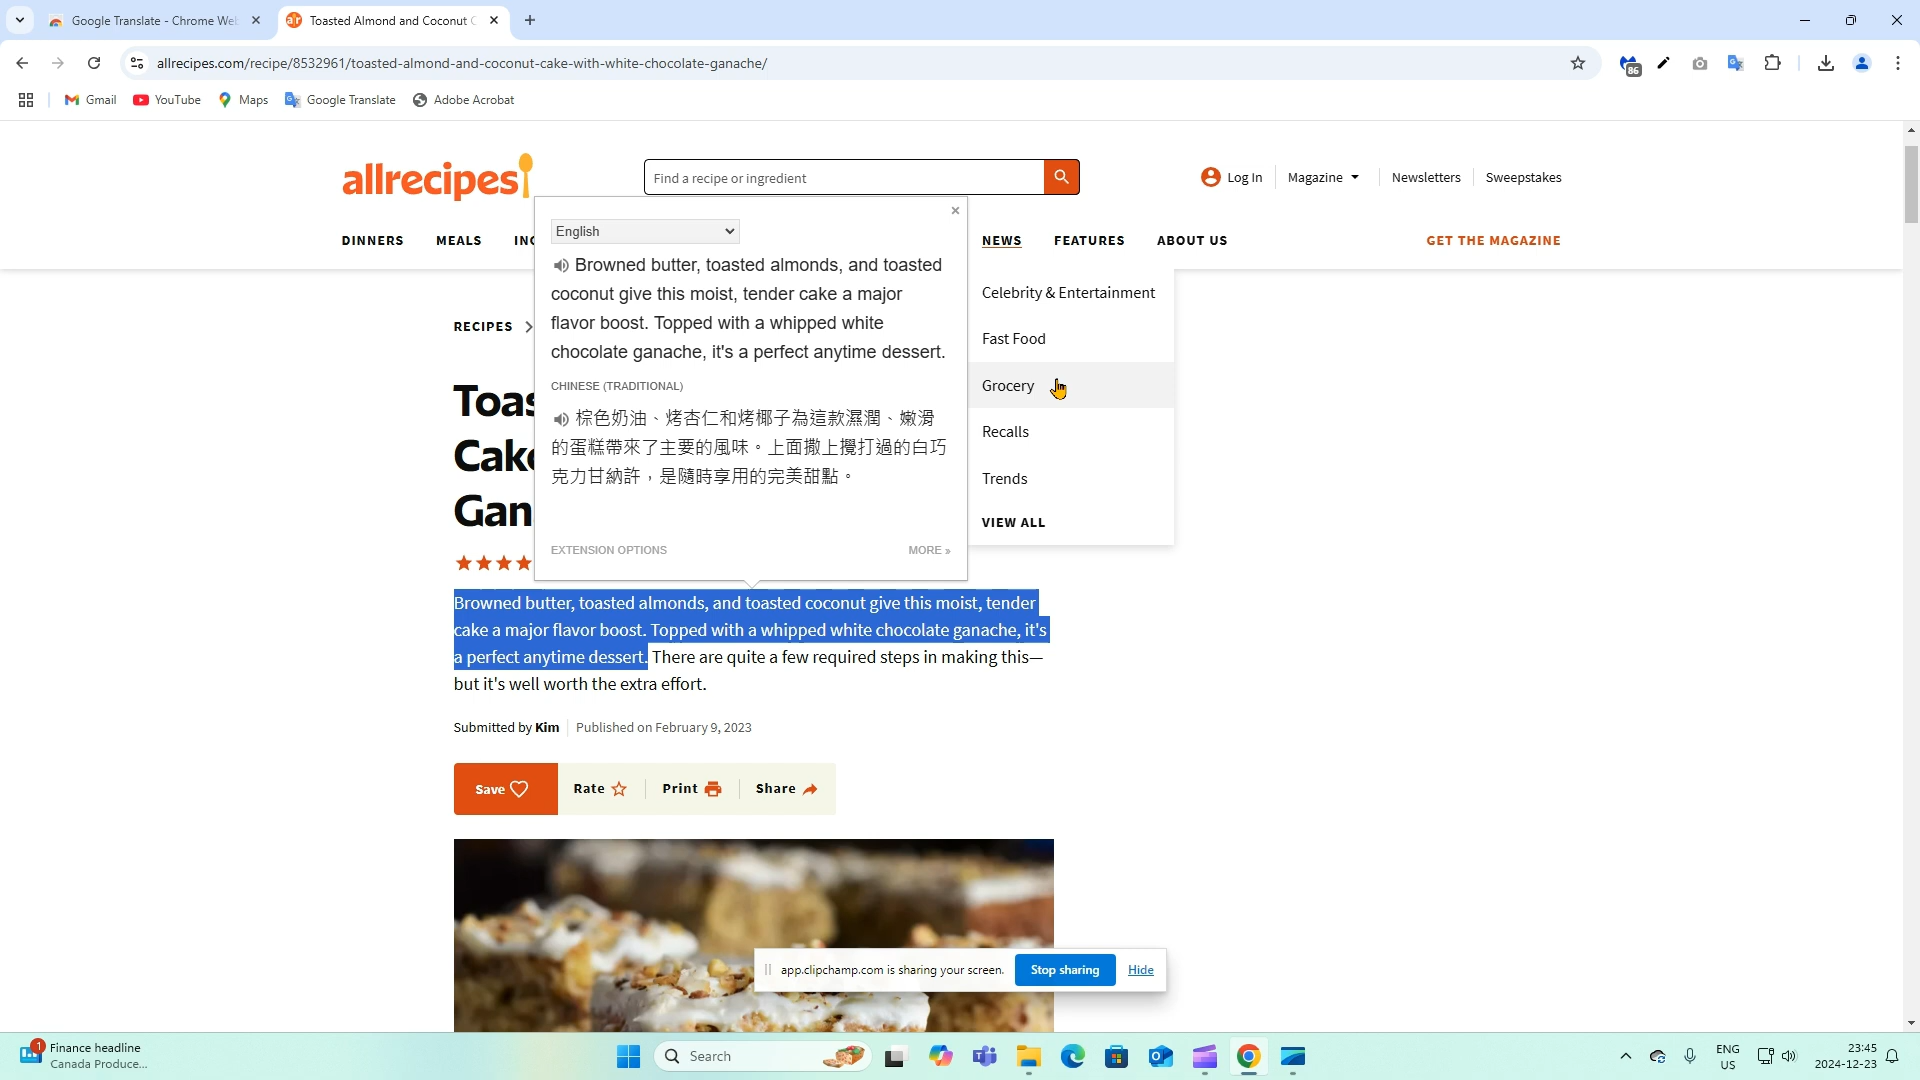 Google Translate - Chrome We
Toasted Almond and Coconut C
allrecipes.com/recipe/8532961/toasted-almond-and-coconut-cake-with-white-chocolate-ganache/
86
Gmail
YouTube
Maps
Google Translate
Adobe Acrobat
allrecipes
Find a recipe or ingredient
Log In
Magazine
Newsletters
Sweepstakes
DINNERS
MEALS
NEWS
FEATURES
ABOUT US
GET THE MAGAZINE
English
Browned butter, toasted almonds, and toasted
coconut give this moist, tender cake a major
flavor boost. Topped with a whipped white
chocolate ganache, it's a perfect anytime dessert.
CHINESE (TRADITIONAL)
棕色奶油、烤杏仁和烤椰子為這款濕潤、嫩滑
的蛋糕帶來了主要的風味。上面撒上攪打過的白巧
克力甘納許，是隨時享用的完美甜點。
EXTENSION OPTIONS
MORE »
Celebrity & Entertainment
Fast Food
Grocery
Recalls
Trends
VIEW ALL
RECIPES
Toas
Cake
Gan
Browned butter, toasted almonds, and toasted coconut give this moist, tender
cake a major flavor boost. Topped with a whipped white chocolate ganache, it's
a perfect anytime dessert. There are quite a few required steps in making this—
but it's well worth the extra effort.
Submitted by Kim
Published on February 9, 2023
Save
Rate
Print
Share
app.clipchamp.com is sharing your screen.
Stop sharing
Hide
1
Finance headline
Canada Produce...
Search
ENG
US
23:45
2024-12-23